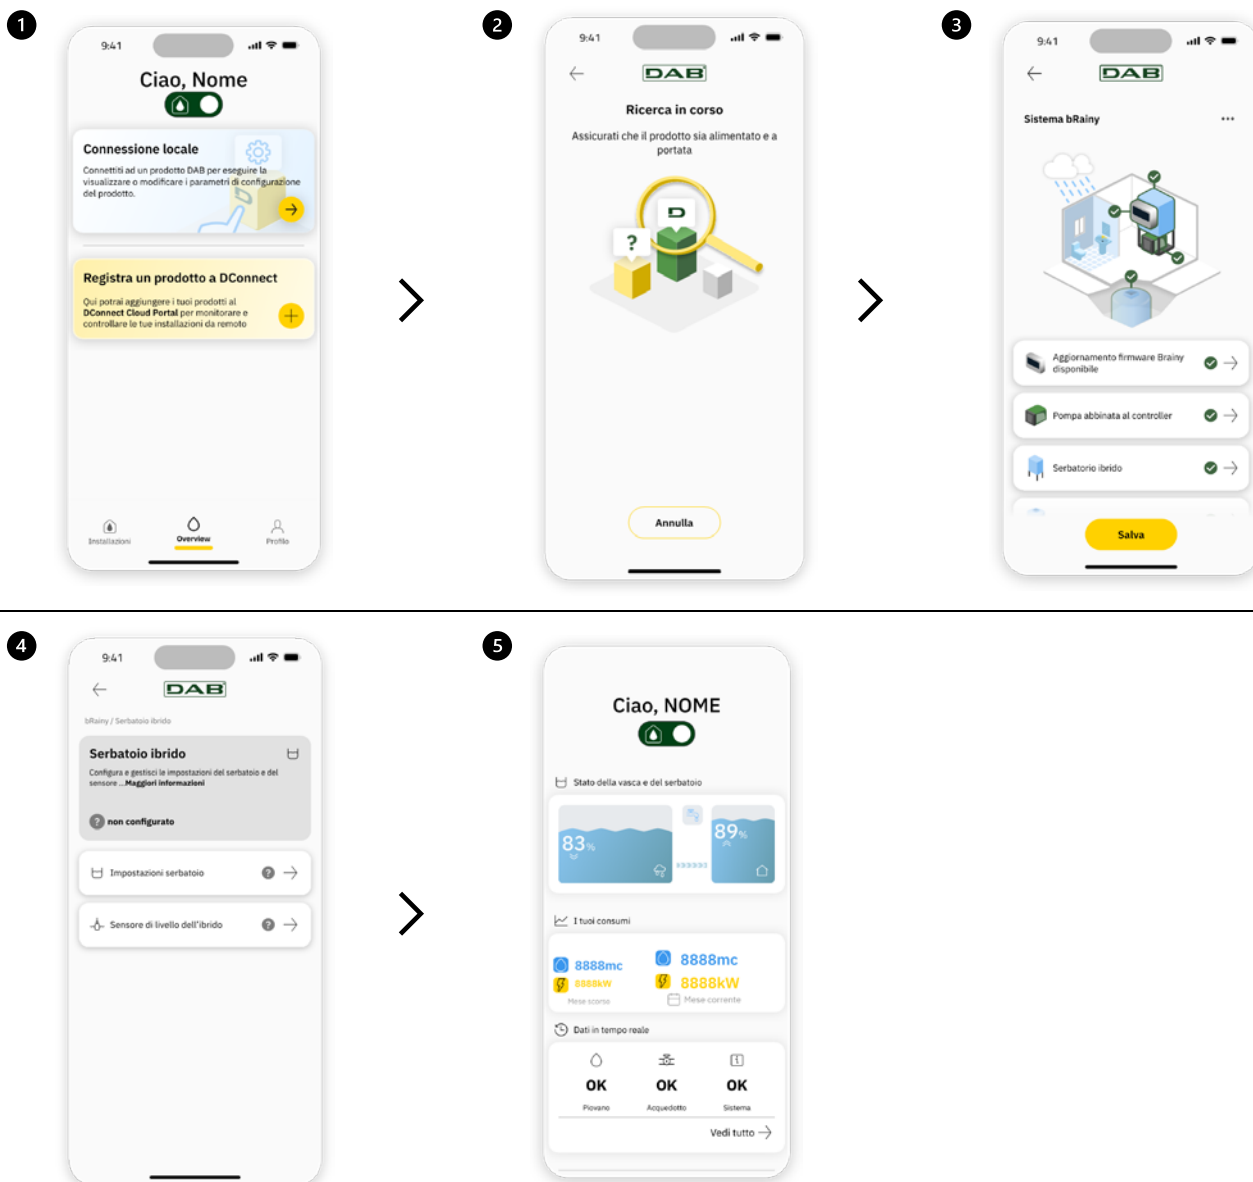 1
9:41
Ciao, Nome
Connessione locale
Connettiti ad un prodotto DAB per eseguire la
visualizzare o modificare i parametri di configurazione
del prodotto.
D
Registra un prodotto a DConnect
Qui potrai aggiungere i tuoi prodotti al
DConnect Cloud Portal per monitorare e
controllare le tue installazioni da remoto
Installazioni
Overview
Profilo
2
9:41
DAB
Ricerca in corso
Assicurati che il prodotto sia alimentato e a
portata
D
?
Annulla
3
9:41
DAB
Sistema bRainy
Aggiornamento firmware Brainy
disponibile
Pompa abbinata al controller
Serbatorio ibrido
Salva
4
9:41
DAB
bRainy / Serbatoio ibrido
Serbatoio ibrido
Configura e gestisci le impostazioni del serbatoio e del
sensore ...Maggiori informazioni
? non configurato
Impostazioni serbatoio ?
Sensore di livello dell'ibrido ?
5
Ciao, NOME
Stato della vasca e del serbatoio
83%
89%
I tuoi consumi
8888mc
8888kW
Mese scorso
8888mc
8888kW
Mese corrente
Dati in tempo reale
OK OK OK
Piovano Acquedotto Sistema
Vedi tutto